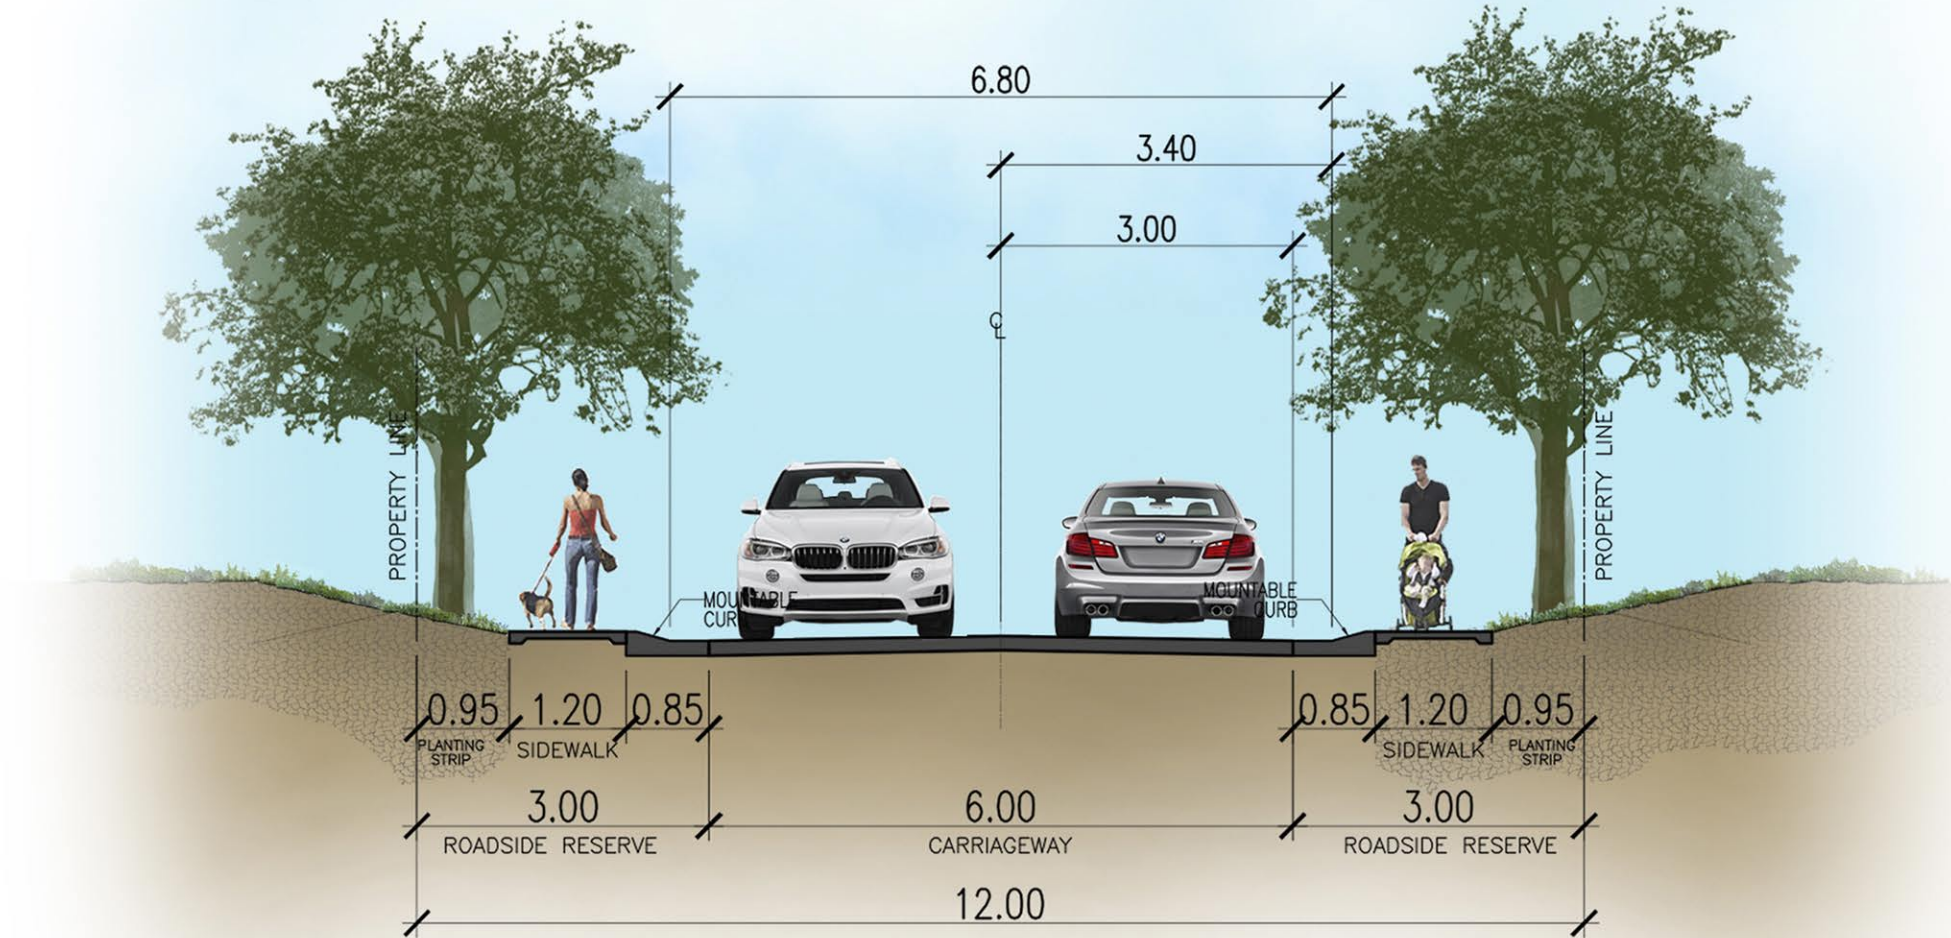 6.80
3.40
3.00
CL
PROPERTY LINE
PROPERTY LINE
MOUNTABLE
CURB
MOUNTABLE
CURB
0.95 1.20 0.85 0.85 1.20 0.95
PLANTING
STRIP
SIDEWALK
SIDEWALK
PLANTING
STRIP
3.00 6.00 3.00
ROADSIDE RESERVE CARRIAGEWAY ROADSIDE RESERVE
12.00